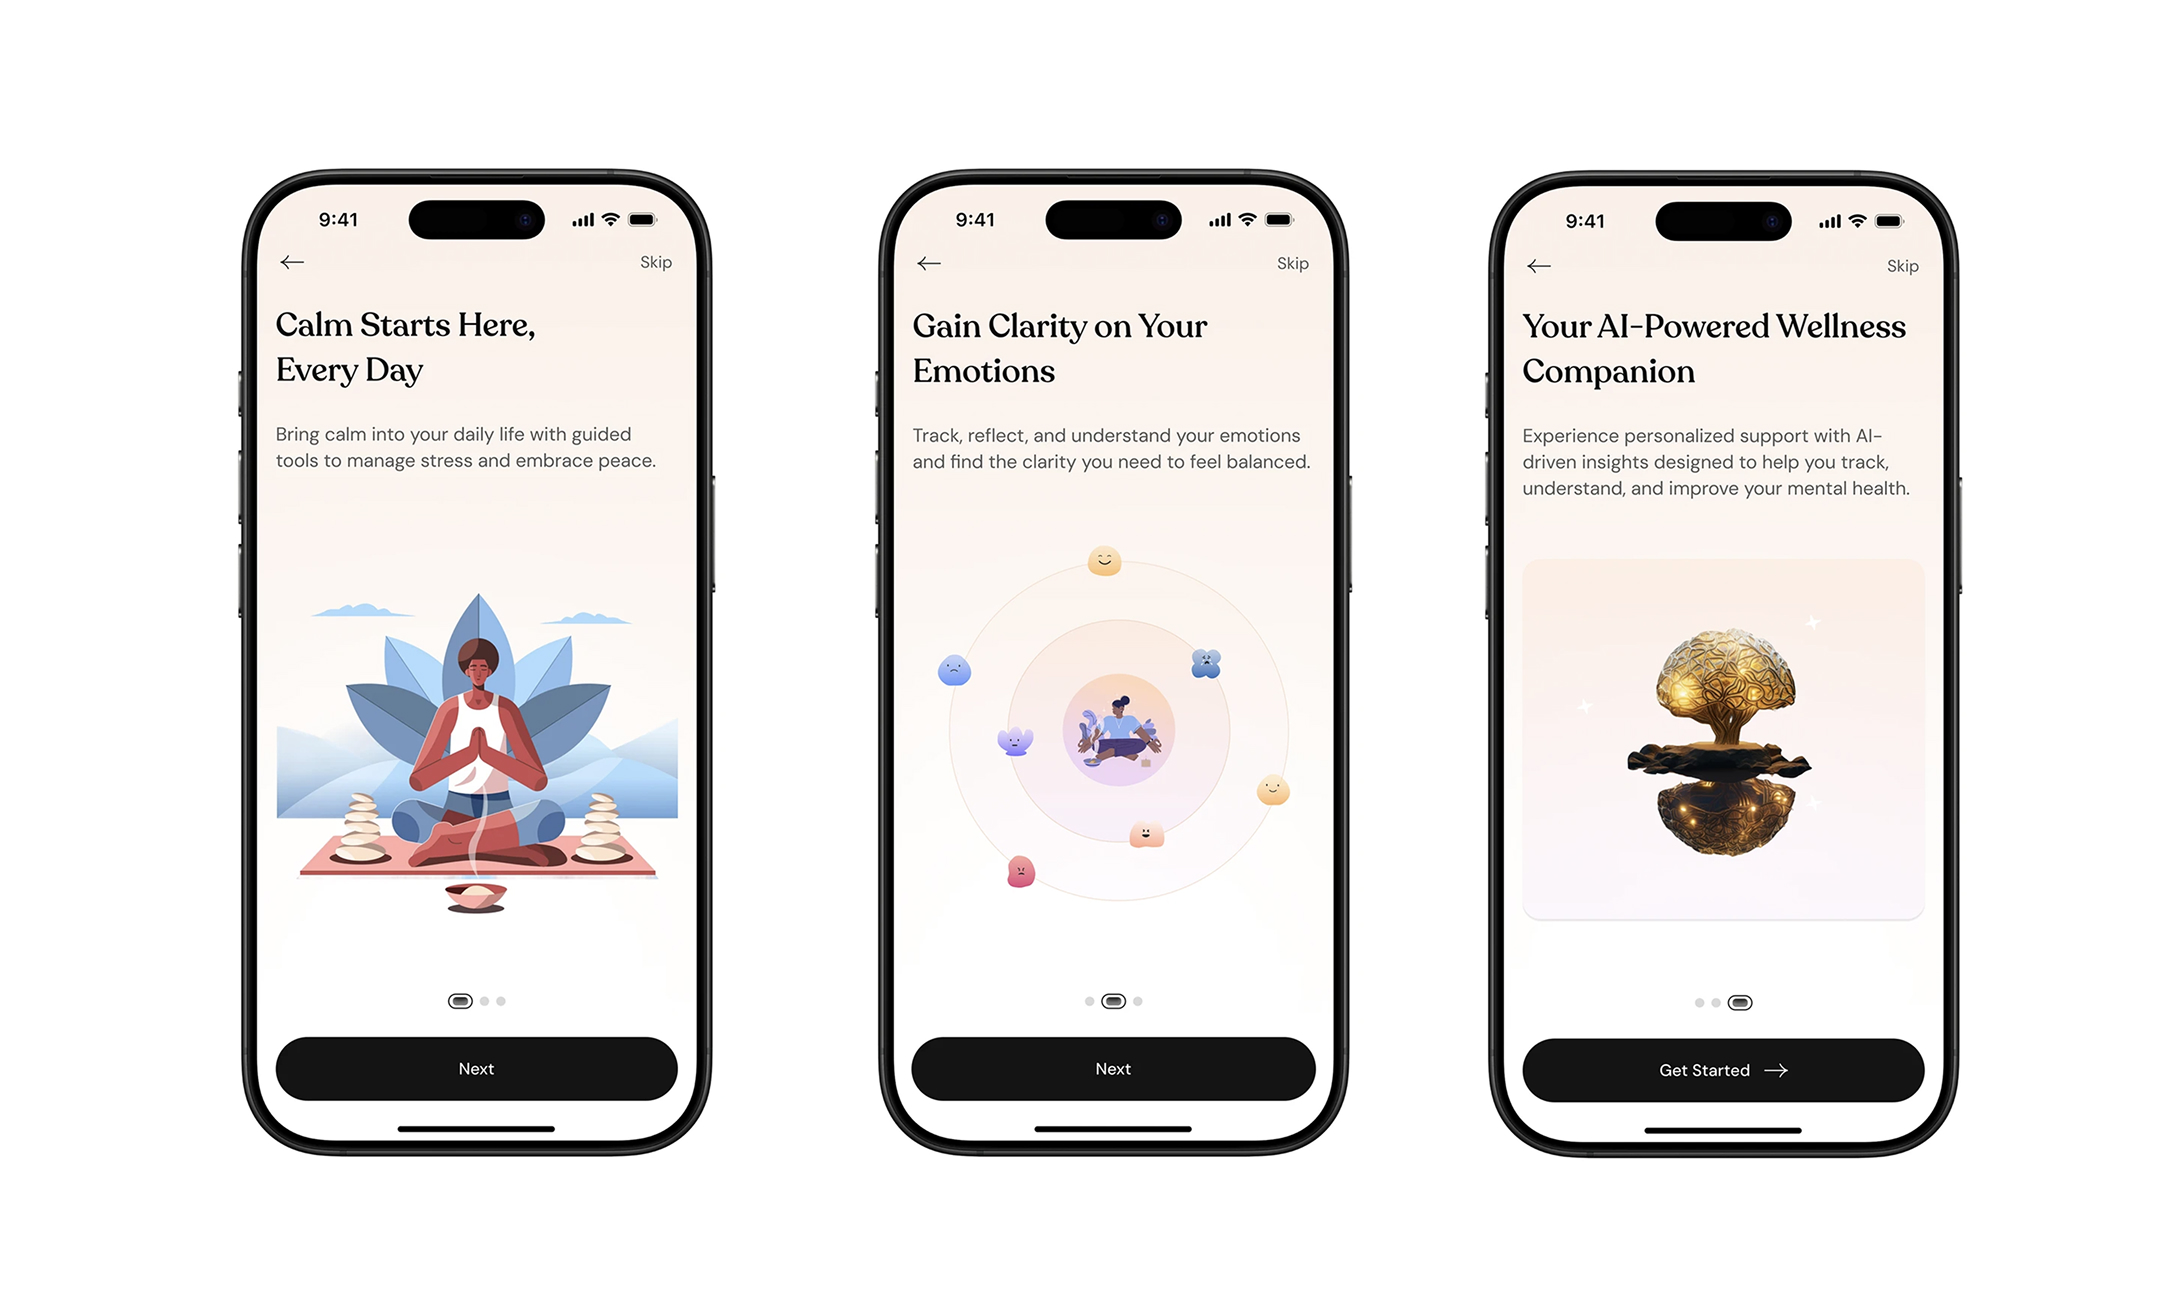 9:41
Skip
Calm Starts Here,
Every Day
Bring calm into your daily life with guided
tools to manage stress and embrace peace.
Next
9:41
Skip
Gain Clarity on Your
Emotions
Track, reflect, and understand your emotions
and find the clarity you need to feel balanced.
Next
9:41
Skip
Your AI-Powered Wellness
Companion
Experience personalized support with AI-
driven insights designed to help you track,
understand, and improve your mental health.
Get Started